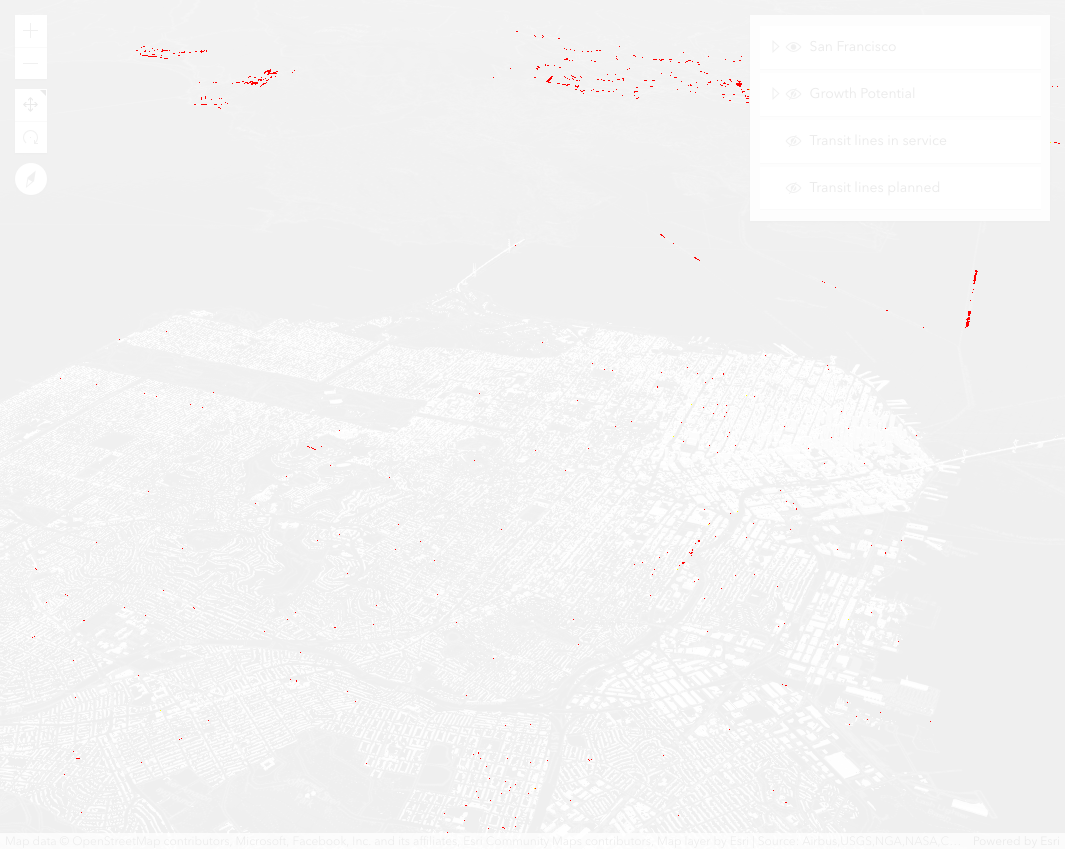 San Francisco
Growth Potential
Transit lines in service
Transit lines planned
Map data © OpenStreetMap contributors, Microsoft, Facebook, Inc. and its affiliates, Esri Community Maps contributors, Map layer by Esri | Source: Airbus,USGS,NGA,NASA,C... Powered by Esri